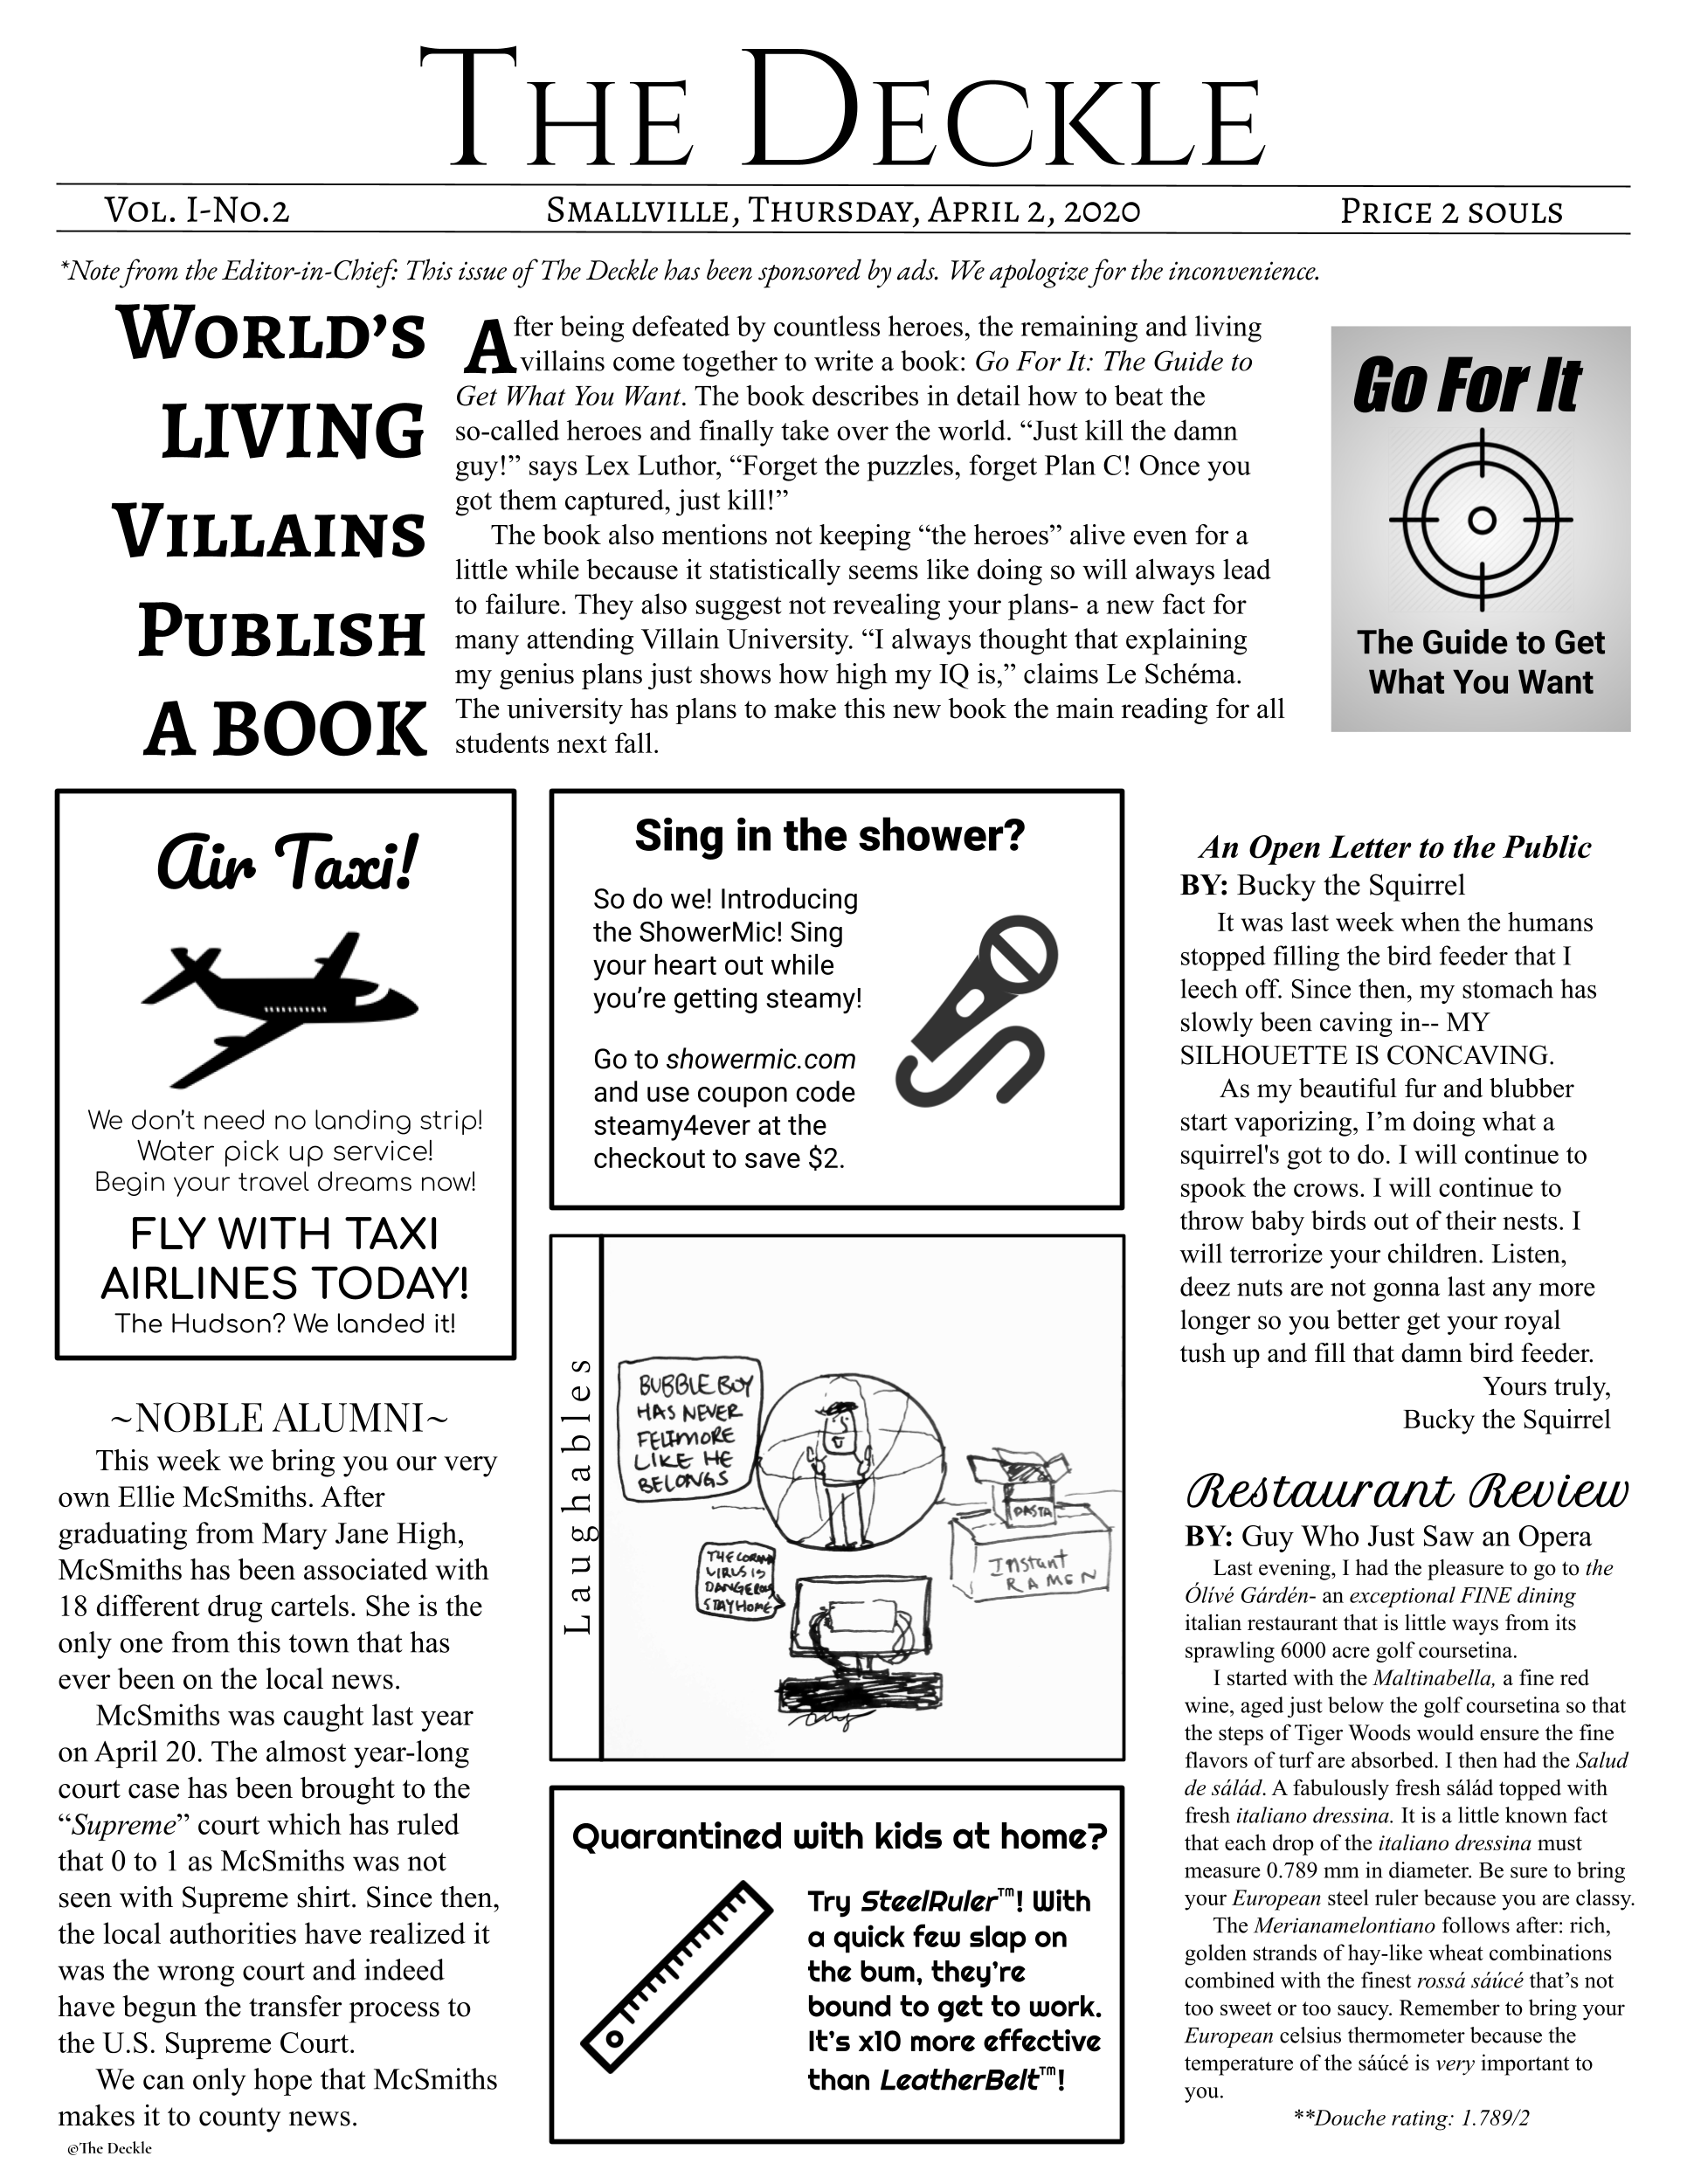 THE DECKLE
VOL. I-NO.2
SMALLVILLE, THURSDAY, APRIL 2, 2020
PRICE 2 SOULS
*Note from the Editor-in-Chief: This issue of The Deckle has been sponsored by ads. We apologize for the inconvenience.
WORLD’S
LIVING
VILLAINS
PUBLISH
A BOOK
After being defeated by countless heroes, the remaining and living
villains come together to write a book: Go For It: The Guide to
Get What You Want. The book describes in detail how to beat the
so-called heroes and finally take over the world. “Just kill the damn
guy!” says Lex Luthor, “Forget the puzzles, forget Plan C! Once you
got them captured, just kill!”
The book also mentions not keeping “the heroes” alive even for a
little while because it statistically seems like doing so will always lead
to failure. They also suggest not revealing your plans- a new fact for
many attending Villain University. “I always thought that explaining
my genius plans just shows how high my IQ is,” claims Le Schéma.
The university has plans to make this new book the main reading for all
students next fall.
Go For It
The Guide to Get
What You Want
Air Taxi!
We don’t need no landing strip!
Water pick up service!
Begin your travel dreams now!
FLY WITH TAXI
AIRLINES TODAY!
The Hudson? We landed it!
~NOBLE ALUMNI~
This week we bring you our very
own Ellie McSmiths. After
graduating from Mary Jane High,
McSmiths has been associated with
18 different drug cartels. She is the
only one from this town that has
ever been on the local news.
McSmiths was caught last year
on April 20. The almost year-long
court case has been brought to the
“Supreme” court which has ruled
that 0 to 1 as McSmiths was not
seen with Supreme shirt. Since then,
the local authorities have realized it
was the wrong court and indeed
have begun the transfer process to
the U.S. Supreme Court.
We can only hope that McSmiths
makes it to county news.
@The Deckle
Sing in the shower?
So do we! Introducing
the ShowerMic! Sing
your heart out while
you’re getting steamy!
Go to showermic.com
and use coupon code
steamy4ever at the
checkout to save $2.
Laughables
BUBBLE BOY
HAS NEVER
FELT MORE
LIKE HE
BELONGS
PASTA
INSTANT
RAMEN
THE CORONA
VIRUS IS
DANGEROUS
STAY HOME
Quarantined with kids at home?
Try SteelRuler™! With
a quick few slap on
the bum, they’re
bound to get to work.
It’s x10 more effective
than LeatherBelt™!
An Open Letter to the Public
BY: Bucky the Squirrel
It was last week when the humans
stopped filling the bird feeder that I
leech off. Since then, my stomach has
slowly been caving in-- MY
SILHOUETTE IS CONCAVING.
As my beautiful fur and blubber
start vaporizing, I’m doing what a
squirrel's got to do. I will continue to
spook the crows. I will continue to
throw baby birds out of their nests. I
will terrorize your children. Listen,
deez nuts are not gonna last any more
longer so you better get your royal
tush up and fill that damn bird feeder.
Yours truly,
Bucky the Squirrel
Restaurant Review
BY: Guy Who Just Saw an Opera
Last evening, I had the pleasure to go to the
Ólívé Gárdén- an exceptional FINE dining
italian restaurant that is little ways from its
sprawling 6000 acre golf coursetina.
I started with the Maltinabella, a fine red
wine, aged just below the golf coursetina so that
the steps of Tiger Woods would ensure the fine
flavors of turf are absorbed. I then had the Salud
de sálád. A fabulously fresh sálád topped with
fresh italiano dressina. It is a little known fact
that each drop of the italiano dressina must
measure 0.789 mm in diameter. Be sure to bring
your European steel ruler because you are classy.
The Merianamelontiano follows after: rich,
golden strands of hay-like wheat combinations
combined with the finest rossá sáúcé that’s not
too sweet or too saucy. Remember to bring your
European celsius thermometer because the
temperature of the sáúcé is very important to
you.
**Douche rating: 1.789/2